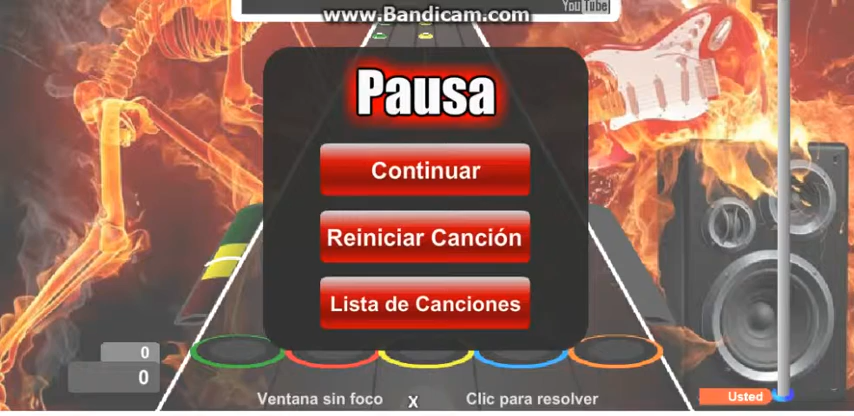 www.Bandicam.com
YouTube
Pausa
Continuar
Reiniciar Canción
Lista de Canciones
0
0
Ventana sin foco x Clic para resolver
Usted